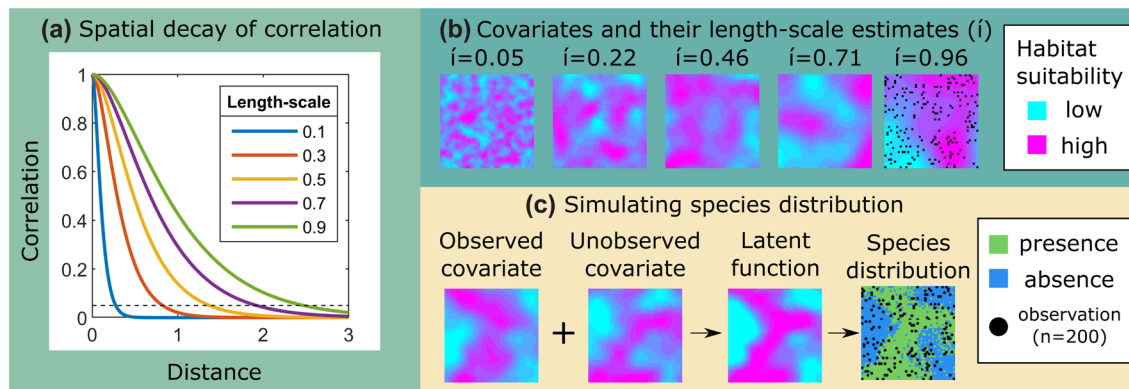 (a) Spatial decay of correlation
1
0.8
0.6
0.4
0.2
0
Correlation
0
1
2
3
Distance
Length-scale
0.1
0.3
0.5
0.7
0.9
(b) Covariates and their length-scale estimates (í)
í=0.05 í=0.22 í=0.46 í=0.71 í=0.96
Habitat
suitability
low
high
(c) Simulating species distribution
Observed
covariate
+
Unobserved
covariate
Latent
function
Species
distribution
presence
absence
observation
(n=200)